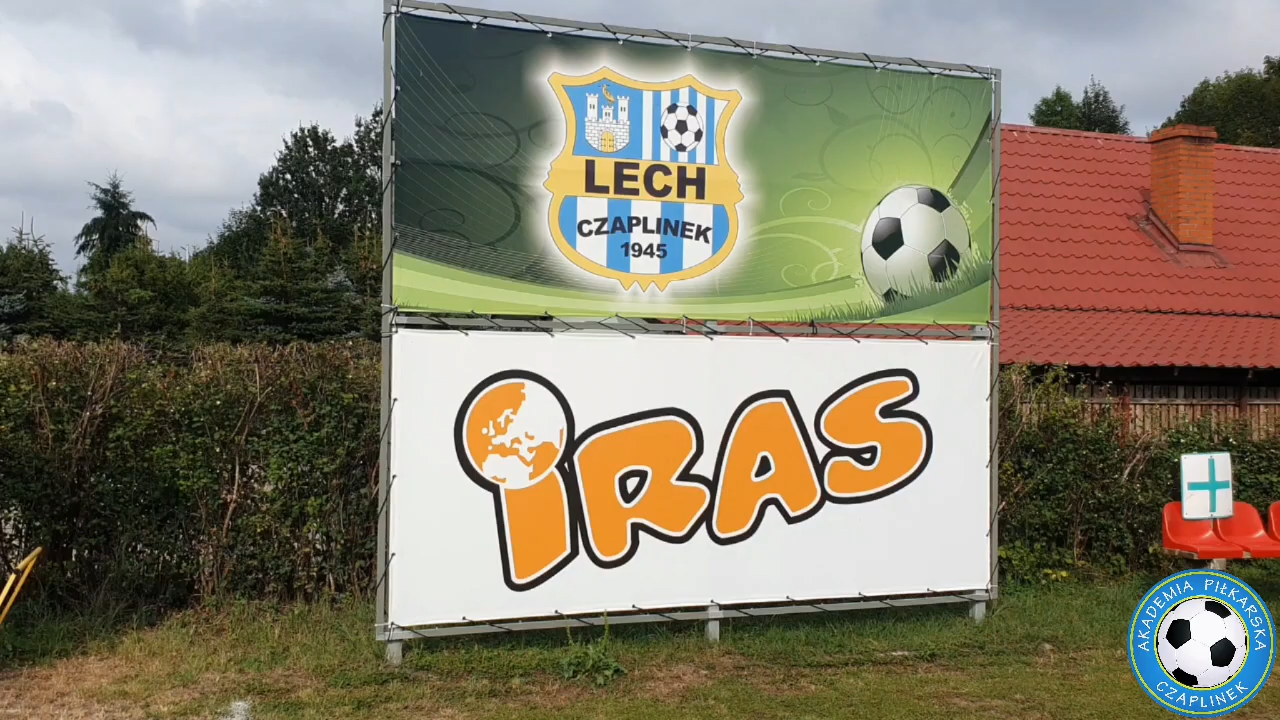 LECH
CZAPLINEK
1945
iRAS
AKADEMIA PIŁKARSKA
CZAPLINEK